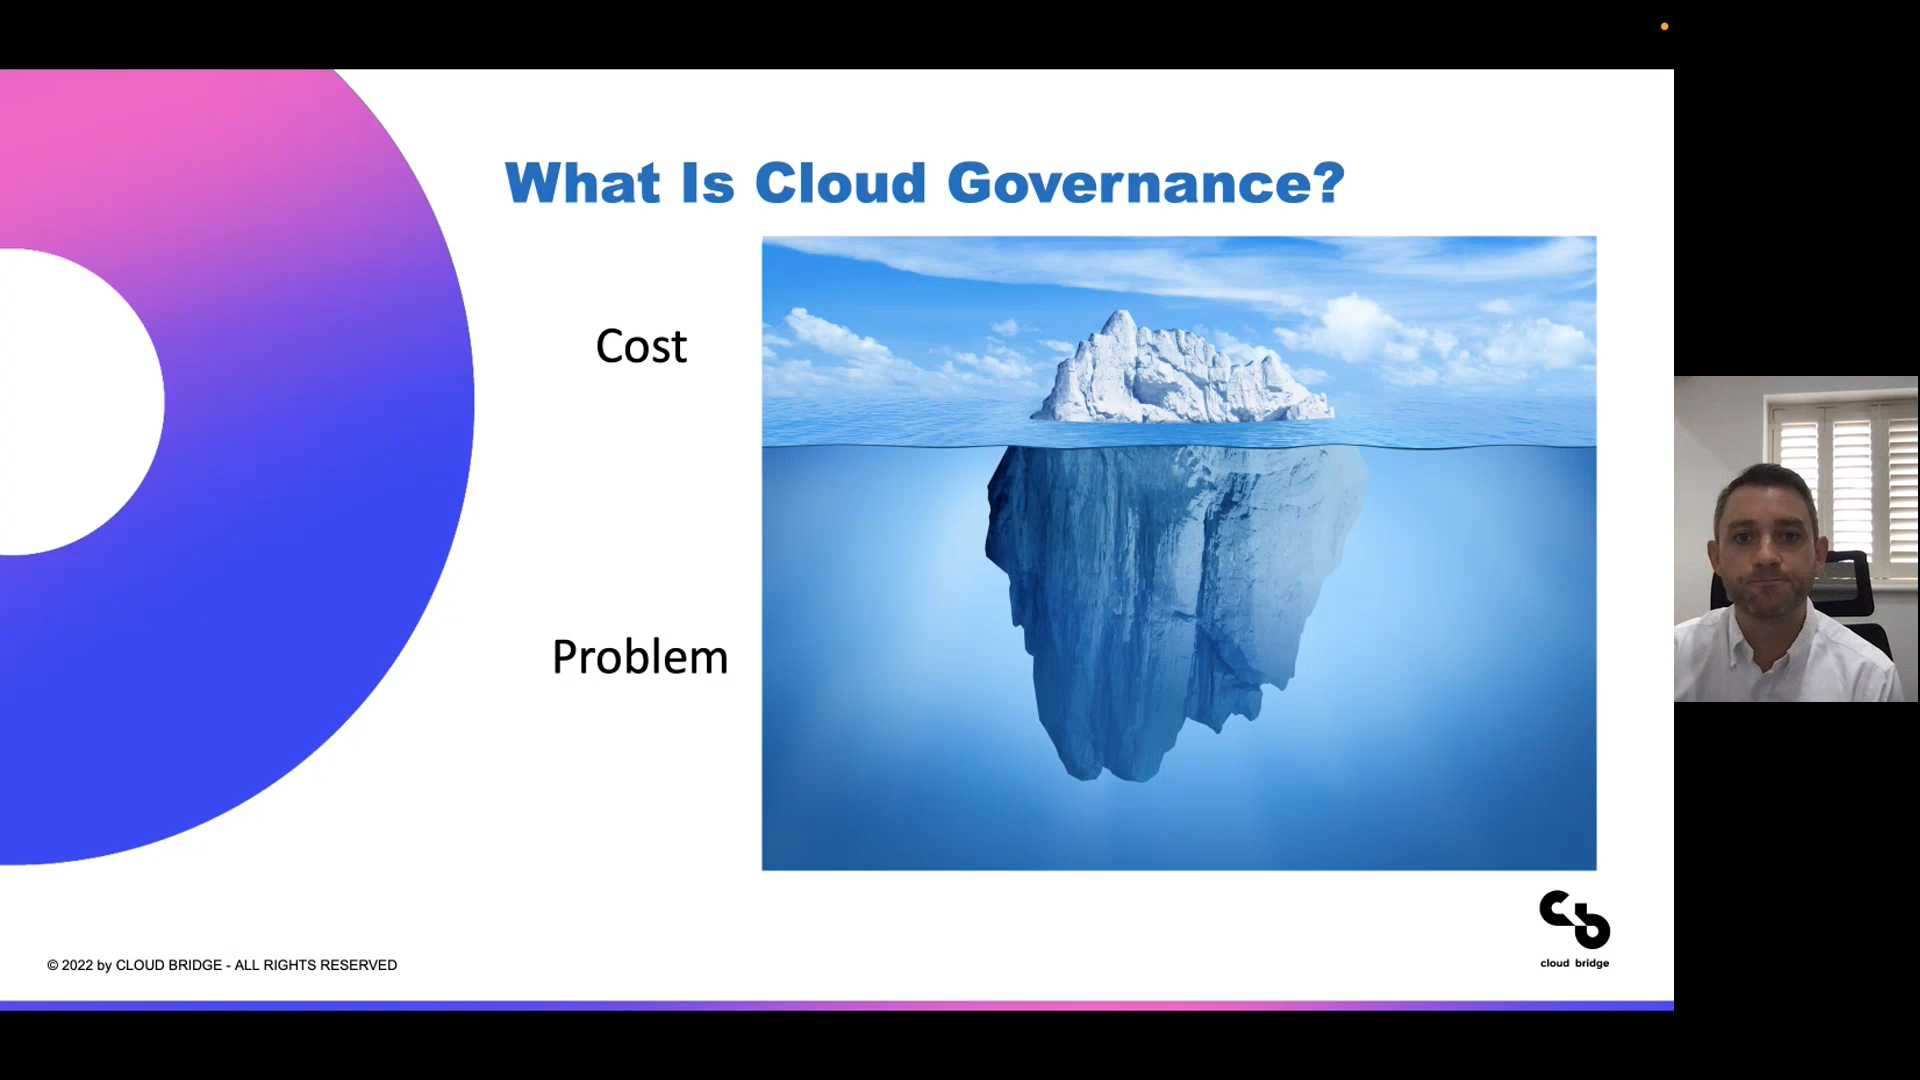 What Is Cloud Governance?
Cost
Problem
cloud bridge
© 2022 by CLOUD BRIDGE - ALL RIGHTS RESERVED